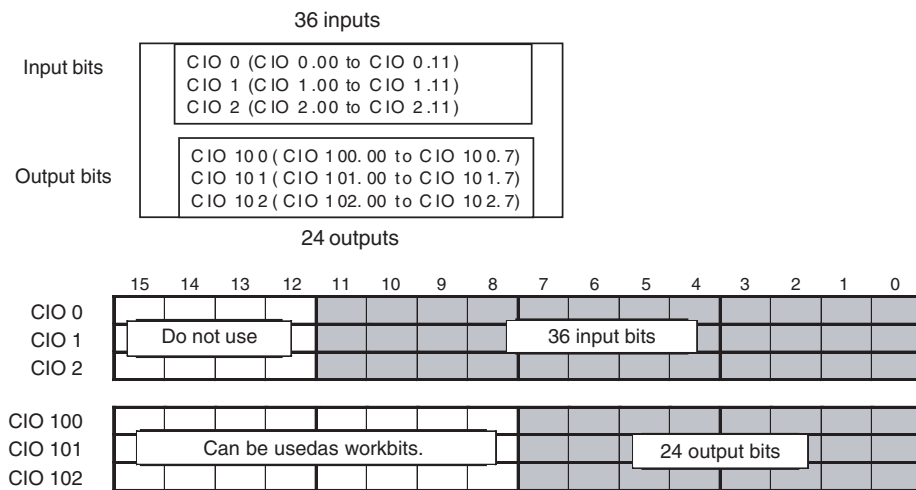 36 inputs
Input bits
CIO 0 (CIO 0.00 to CIO 0.11)
CIO 1 (CIO 1.00 to CIO 1.11)
CIO 2 (CIO 2.00 to CIO 2.11)
Output bits
CIO 100(CIO 100.00 to CIO 100.7)
CIO 101(CIO 101.00 to CIO 101.7)
CIO 102(CIO 102.00 to CIO 102.7)
24 outputs
15 14 13 12 11 10 9 8 7 6 5 4 3 2 1 0
CIO 0
CIO 1 Do not use 36 input bits
CIO 2
CIO 100
CIO 101 Can be usedas workbits. 24 output bits
CIO 102